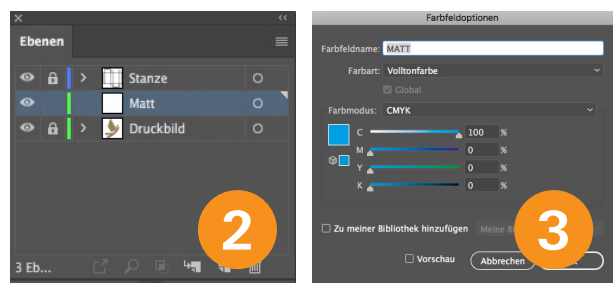 Ebenen
Stanze
Matt
Druckbild
3 Eb...
2
Farbfeldoptionen
Farbfeldname: MATT
Farbart: Volltonfarbe
Global
Farbmodus: CMYK
C 100 %
M 0 %
Y 0 %
K 0 %
Zu meiner Bibliothek hinzufügen
Vorschau Abbrechen
3